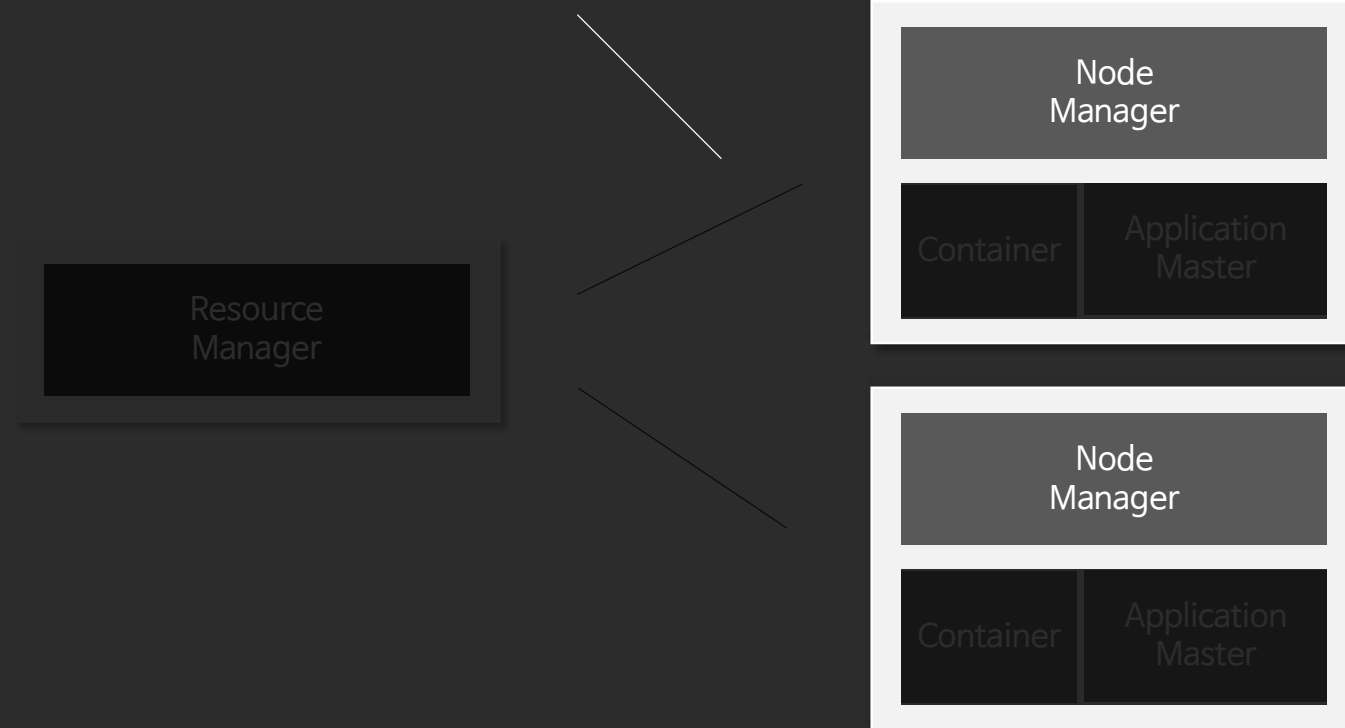 Node
Manager
Container
Application
Master
Resource
Manager
Node
Manager
Container
Application
Master